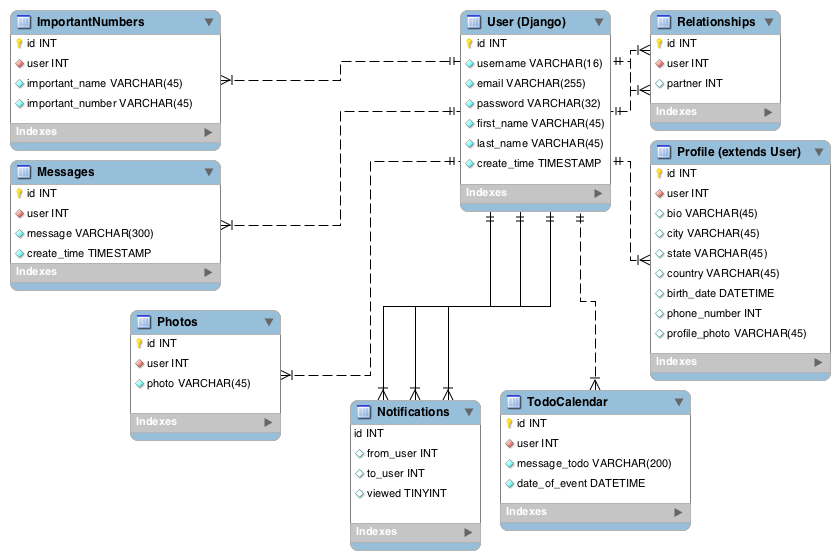 ImportantNumbers
id INT
user INT
important_name VARCHAR(45)
important_number VARCHAR(45)
Indexes
Messages
id INT
user INT
message VARCHAR(300)
create_time TIMESTAMP
Indexes
Photos
id INT
user INT
photo VARCHAR(45)
Indexes
User (Django)
id INT
username VARCHAR(16)
email VARCHAR(255)
password VARCHAR(32)
first_name VARCHAR(45)
last_name VARCHAR(45)
create_time TIMESTAMP
Indexes
Relationships
id INT
user INT
partner INT
Indexes
Profile (extends User)
id INT
user INT
bio VARCHAR(45)
city VARCHAR(45)
state VARCHAR(45)
country VARCHAR(45)
birth_date DATETIME
phone_number INT
profile_photo VARCHAR(45)
Indexes
Notifications
id INT
from_user INT
to_user INT
viewed TINYINT
Indexes
TodoCalendar
id INT
user INT
message_todo VARCHAR(200)
date_of_event DATETIME
Indexes